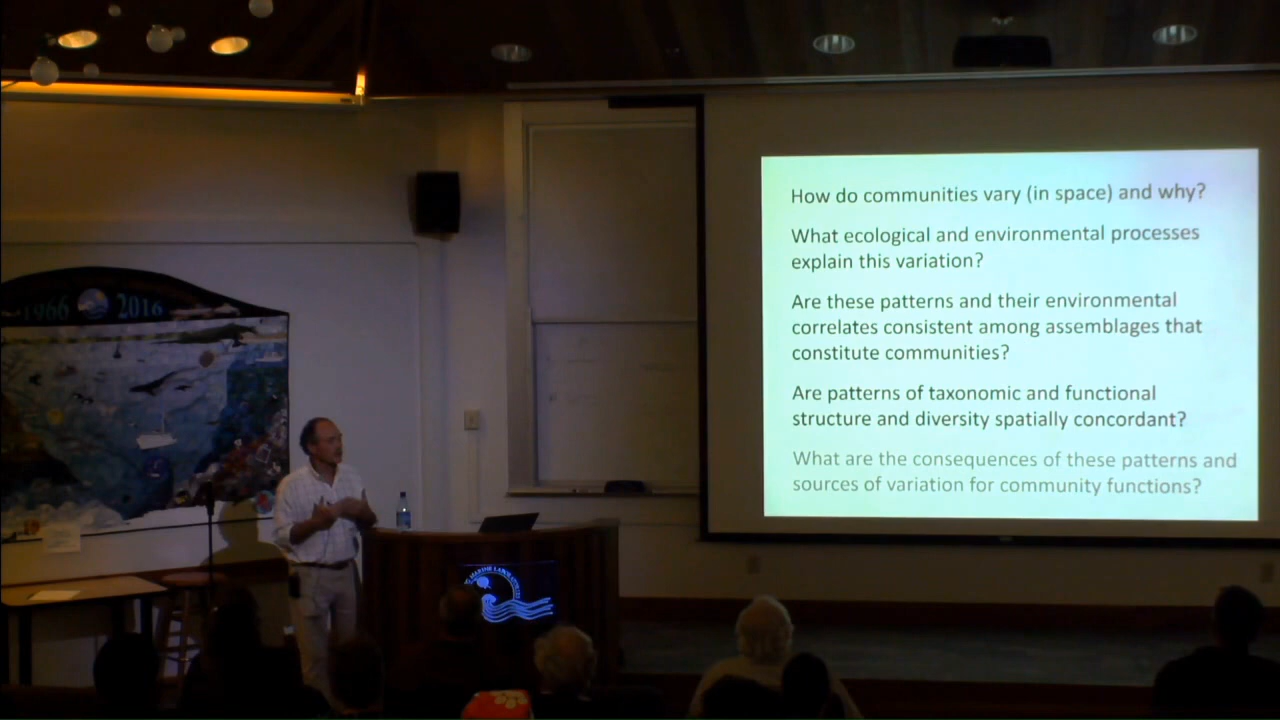 How do communities vary (in space) and why?
What ecological and environmental processes
explain this variation?
Are these patterns and their environmental
correlates consistent among assemblages that
constitute communities?
Are patterns of taxonomic and functional
structure and diversity spatially concordant?
What are the consequences of these patterns and
sources of variation for community functions?
1966 2016
MARINE